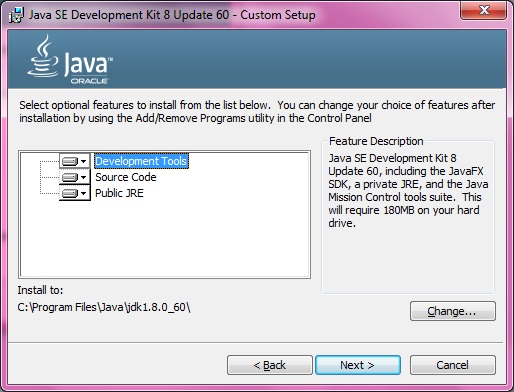 Java SE Development Kit 8 Update 60 - Custom Setup
Java™
ORACLE
Select optional features to install from the list below. You can change your choice of features after
installation by using the Add/Remove Programs utility in the Control Panel
Development Tools
Source Code
Public JRE
Feature Description
Java SE Development Kit 8
Update 60, including the JavaFX
SDK, a private JRE, and the Java
Mission Control tools suite. This
will require 180MB on your hard
drive.
Install to:
C:\Program Files\Java\jdk1.8.0_60\
Change...
< Back
Next >
Cancel